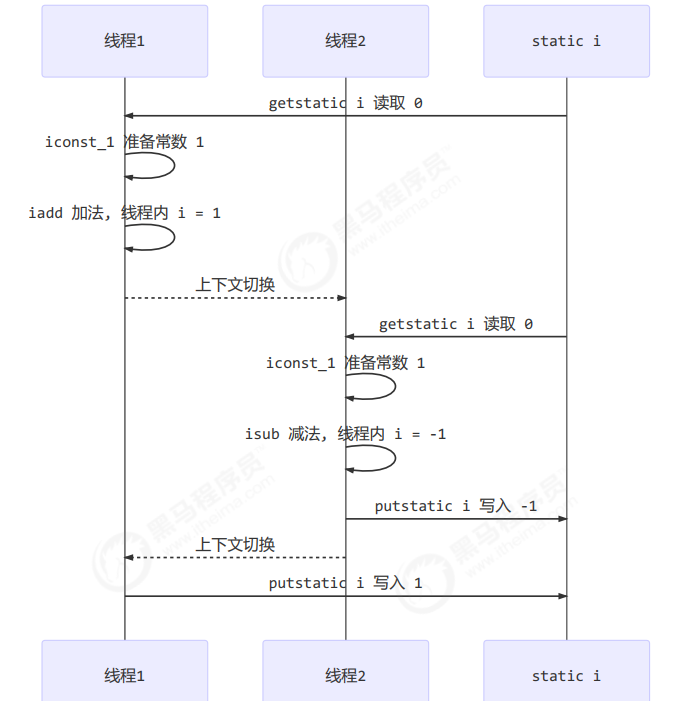 线程1 线程2 static i
getstatic i 读取 0
iconst_1 准备常数 1
iadd 加法, 线程内 i = 1
上下文切换
getstatic i 读取 0
iconst_1 准备常数 1
isub 减法, 线程内 i = -1
putstatic i 写入 -1
上下文切换
putstatic i 写入 1
线程1 线程2 static i
黑马程序员™
www.itheima.com
黑马程序员
www.itheima.com
黑马程序员
www.itheima.com